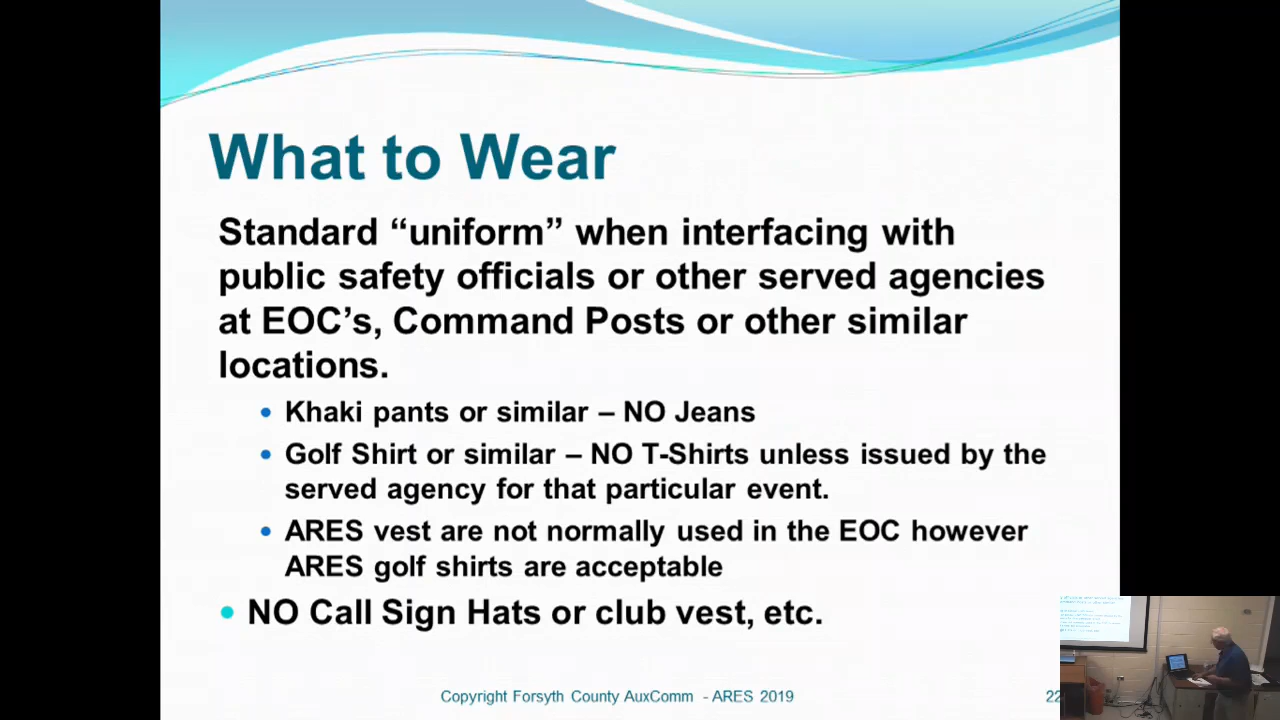 What to Wear
Standard “uniform” when interfacing with
public safety officials or other served agencies
at EOC’s, Command Posts or other similar
locations.
• Khaki pants or similar – NO Jeans
• Golf Shirt or similar – NO T-Shirts unless issued by the
served agency for that particular event.
• ARES vest are not normally used in the EOC however
ARES golf shirts are acceptable
• NO Call Sign Hats or club vest, etc.
Copyright Forsyth County AuxComm - ARES 2019
22